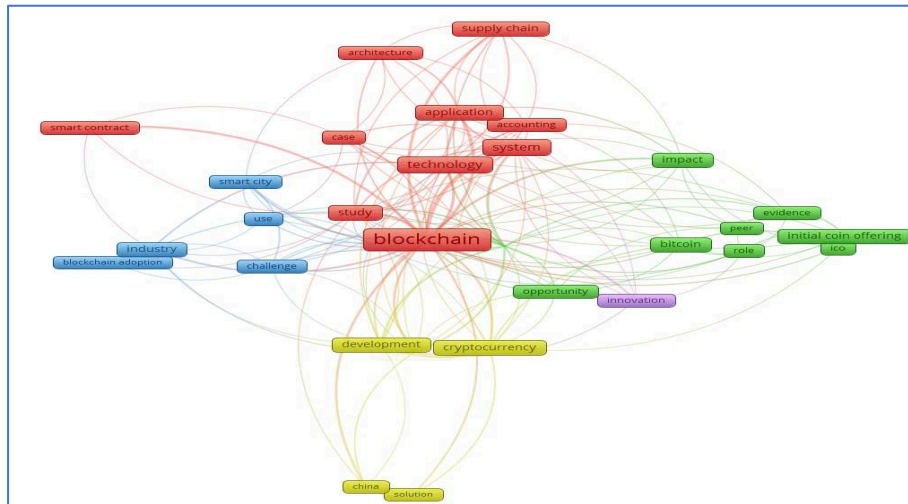 supply chain
architecture
application
accounting
smart contract
case
system
technology
impact
smart city
study
use
evidence
peer
blockchain
bitcoin
initial coin offering
role
ico
industry
blockchain adoption
challenge
opportunity
innovation
development
cryptocurrency
china
solution